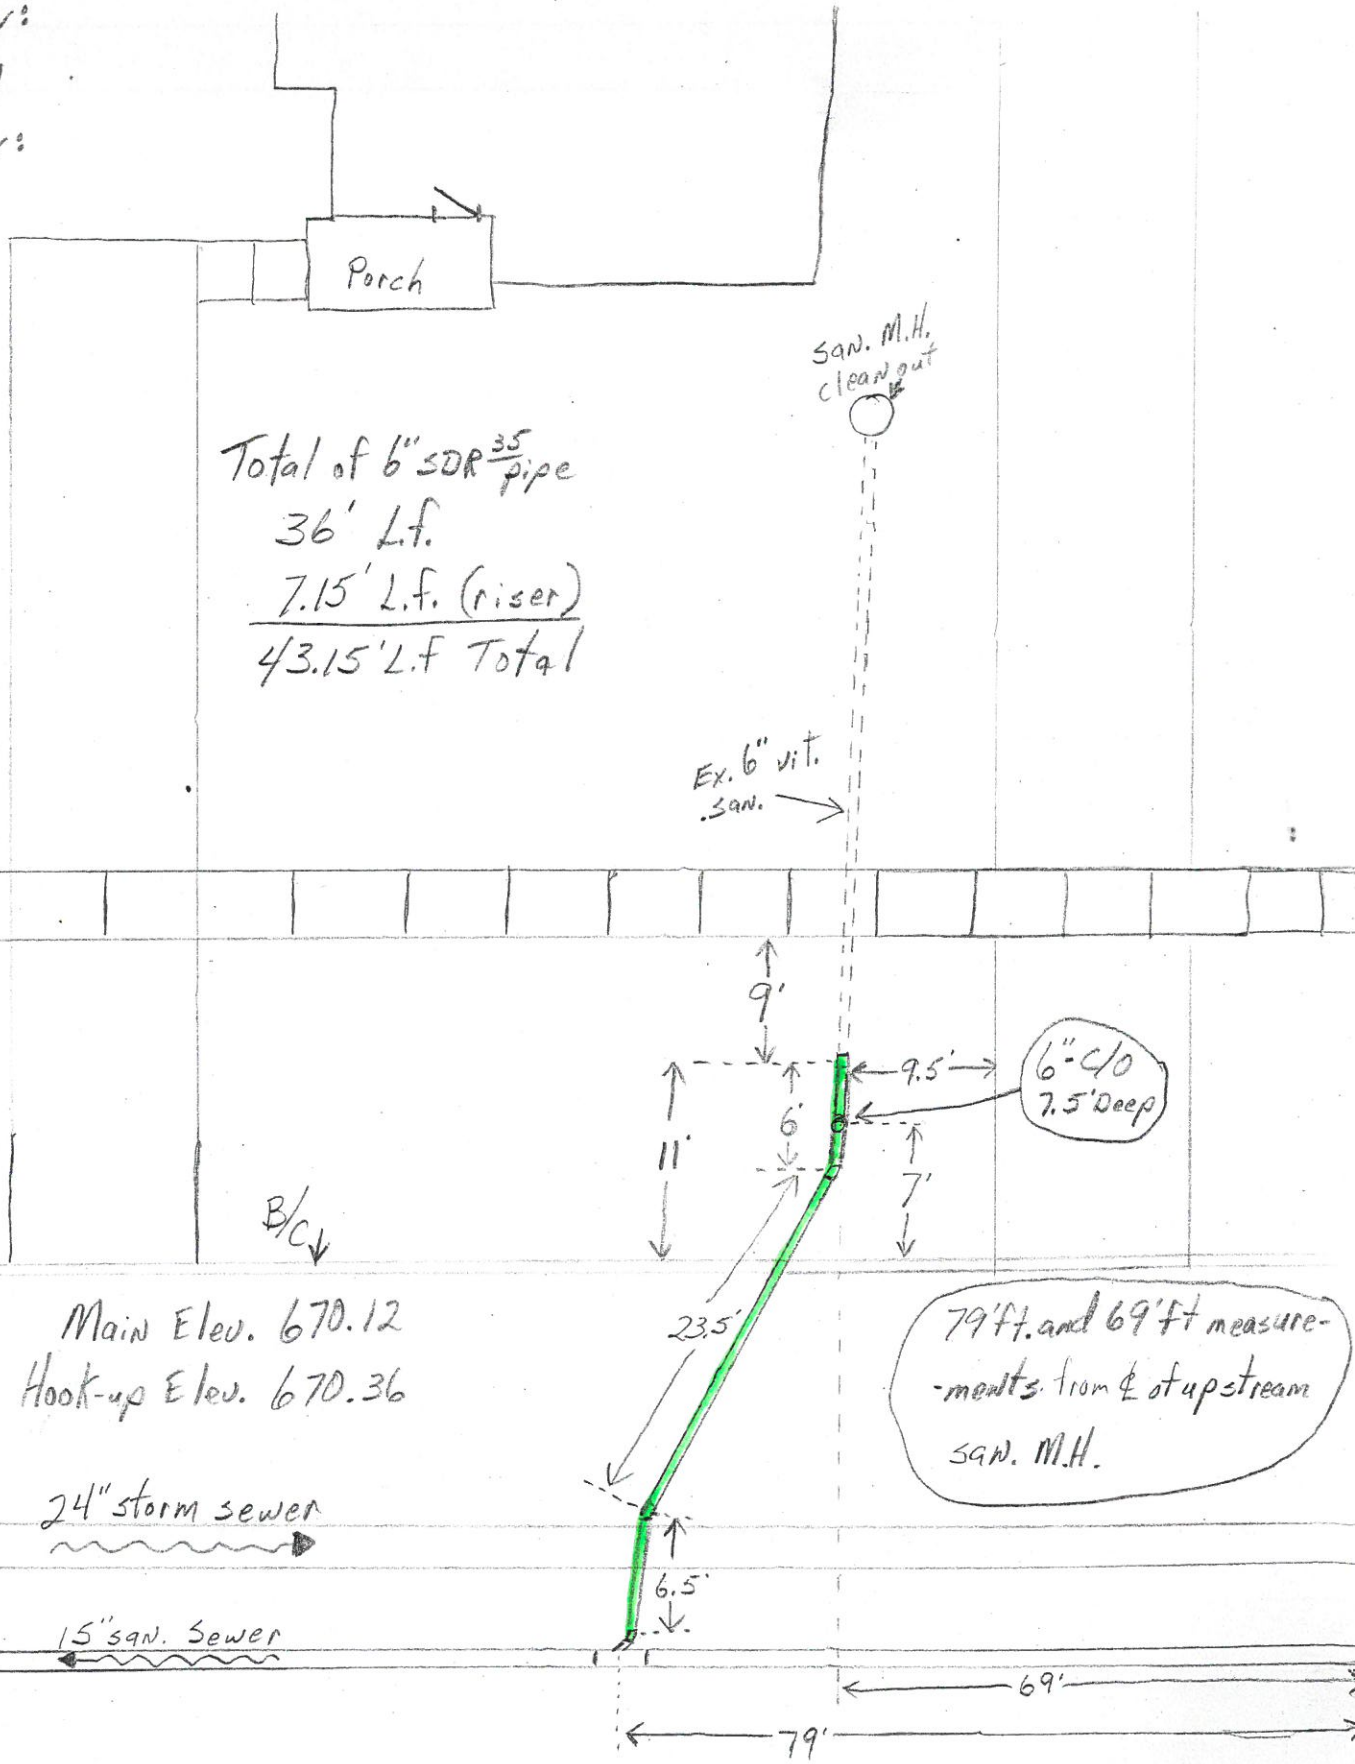 Porch
san. M.H.
clean out
Total of 6" SDR 35 pipe
36' L.f.
7.15' L.f. (riser)
43.15' L.f Total
Ex. 6" vit.
san.
9'
9.5'
6"-C/O
7.5' Deep
6'
11'
7'
B/C
23.5'
Main Elev. 670.12
Hook-up Elev. 670.36
79'ft. and 69'ft measure-
-ments from ℄ of upstream
san. M.H.
24" storm sewer
6.5'
15" san. sewer
69'
79'